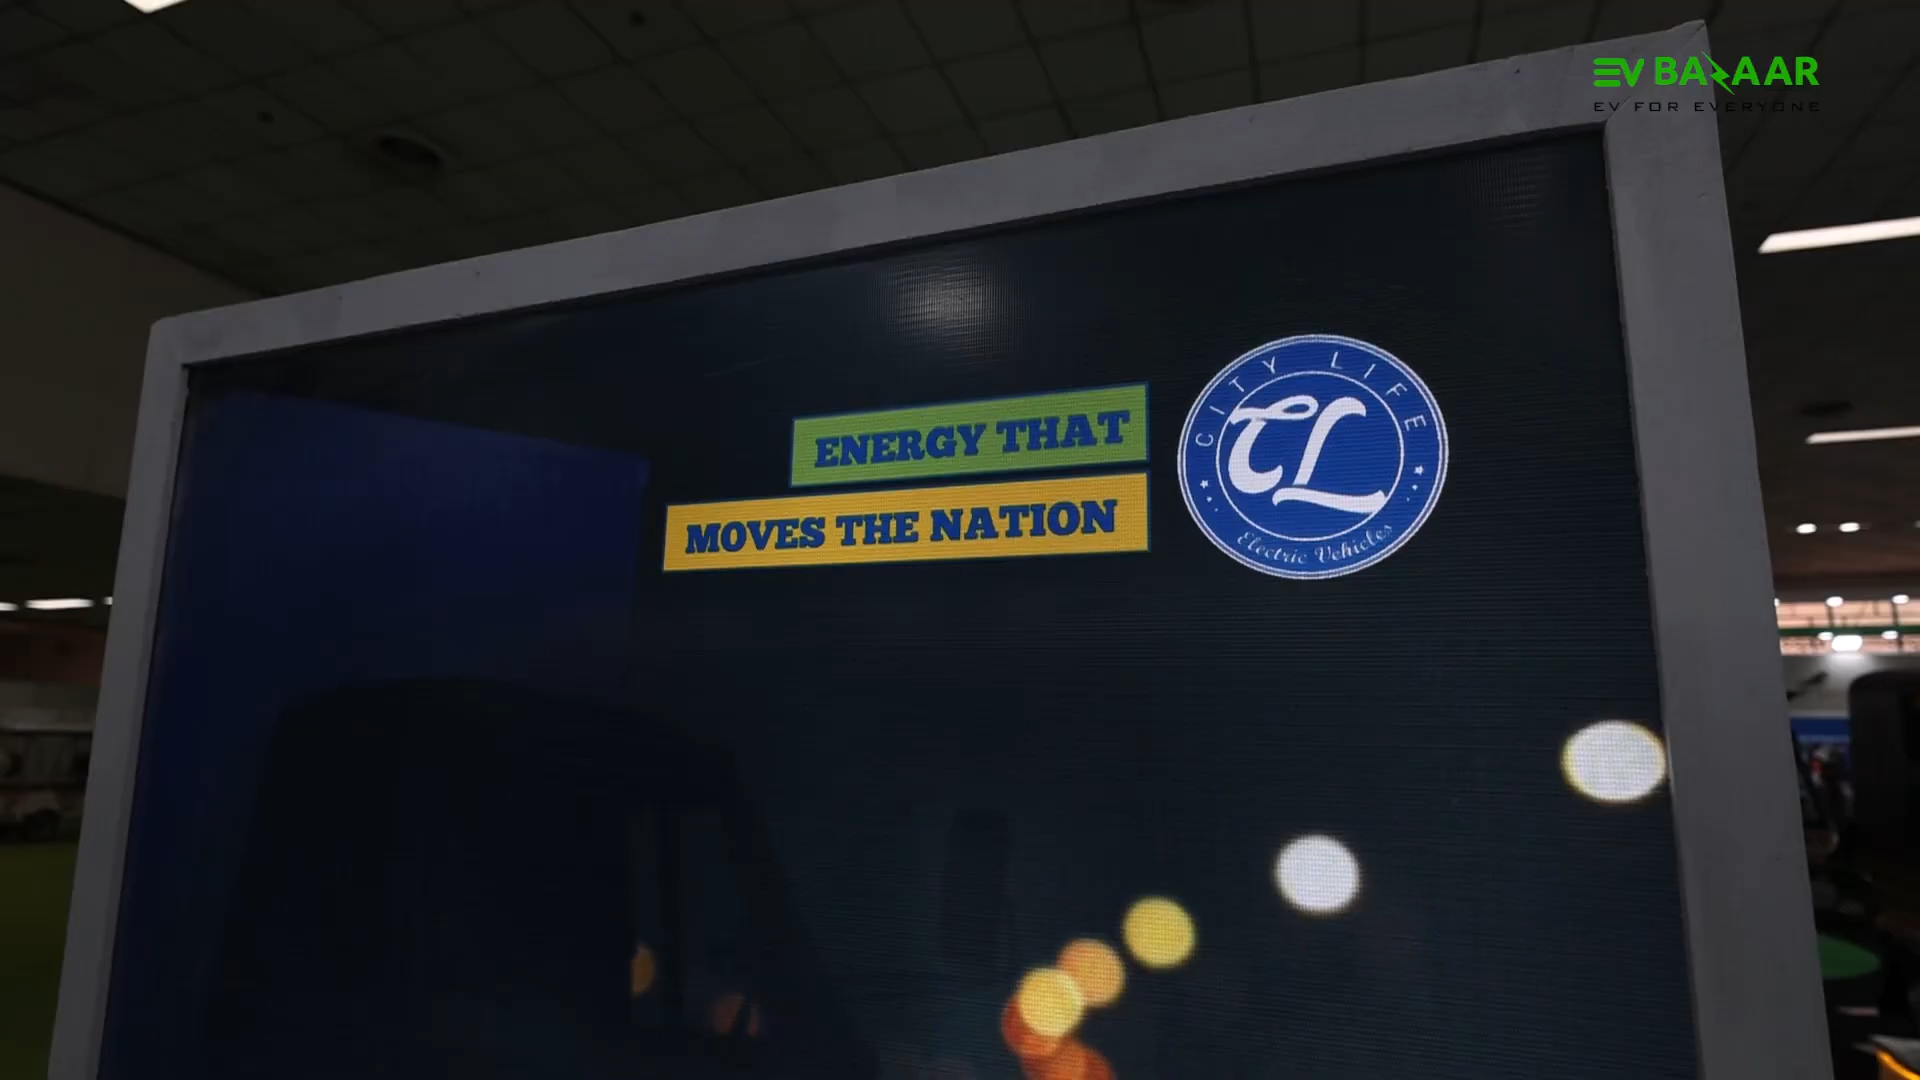 EV BAZAAR
EV FOR EVERYONE
ENERGY THAT
MOVES THE NATION
CITY LIFE
CL
Electric Vehicles